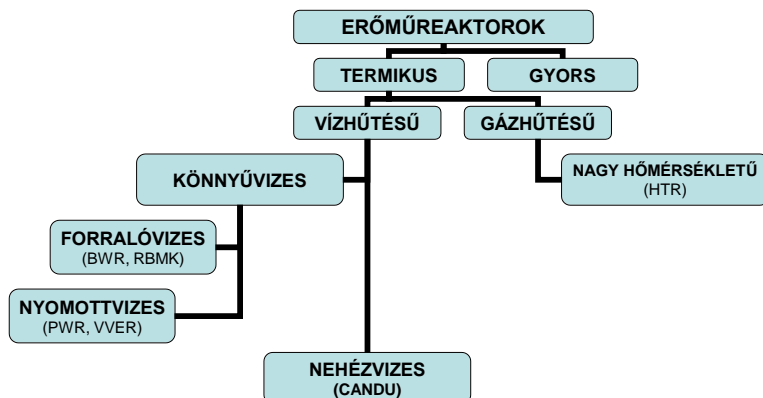 ERŐMŰREAKTOROK
TERMIKUS
GYORS
VÍZHŰTÉSŰ
GÁZHŰTÉSŰ
KÖNNYŰVIZES
NAGY HŐMÉRSÉKLETŰ
(HTR)
FORRALÓVIZES
(BWR, RBMK)
NYOMOTTVIZES
(PWR, VVER)
NEHÉZVIZES
(CANDU)